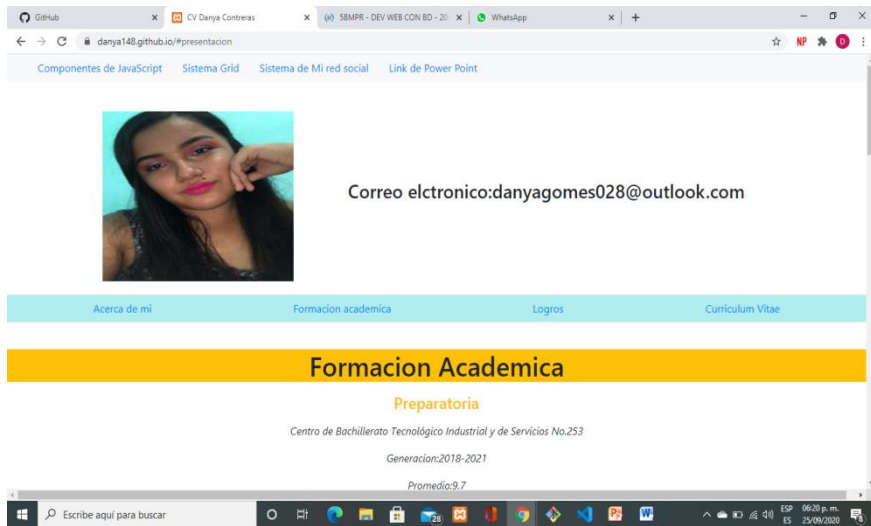 GitHub
CV Danya Contreras
5BMPR - DEV WEB CON BD - 20
WhatsApp
danya148.github.io/#presentacion
NP
D
Componentes de JavaScript Sistema Grid Sistema de Mi red social Link de Power Point
Correo elctronico:danyagomes028@outlook.com
Acerca de mi Formacion academica Logros Curriculum Vitae
Formacion Academica
Preparatoria
Centro de Bachillerato Tecnológico Industrial y de Servicios No.253
Generacion:2018-2021
Promedio:9.7
Escribe aquí para buscar
28
ESP
ES
06:20 p. m.
25/09/2020